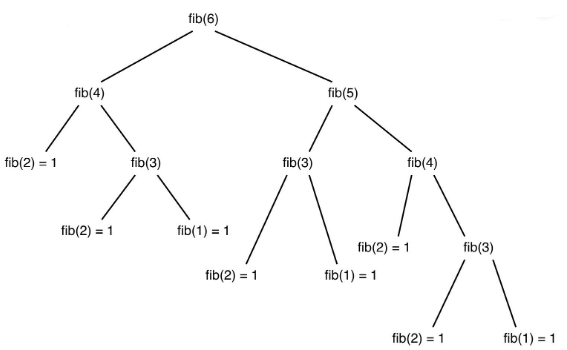 fib(6)
fib(4)
fib(5)
fib(2) = 1
fib(3)
fib(3)
fib(4)
fib(2) = 1
fib(1) = 1
fib(2) = 1
fib(3)
fib(2) = 1
fib(1) = 1
fib(2) = 1
fib(1) = 1